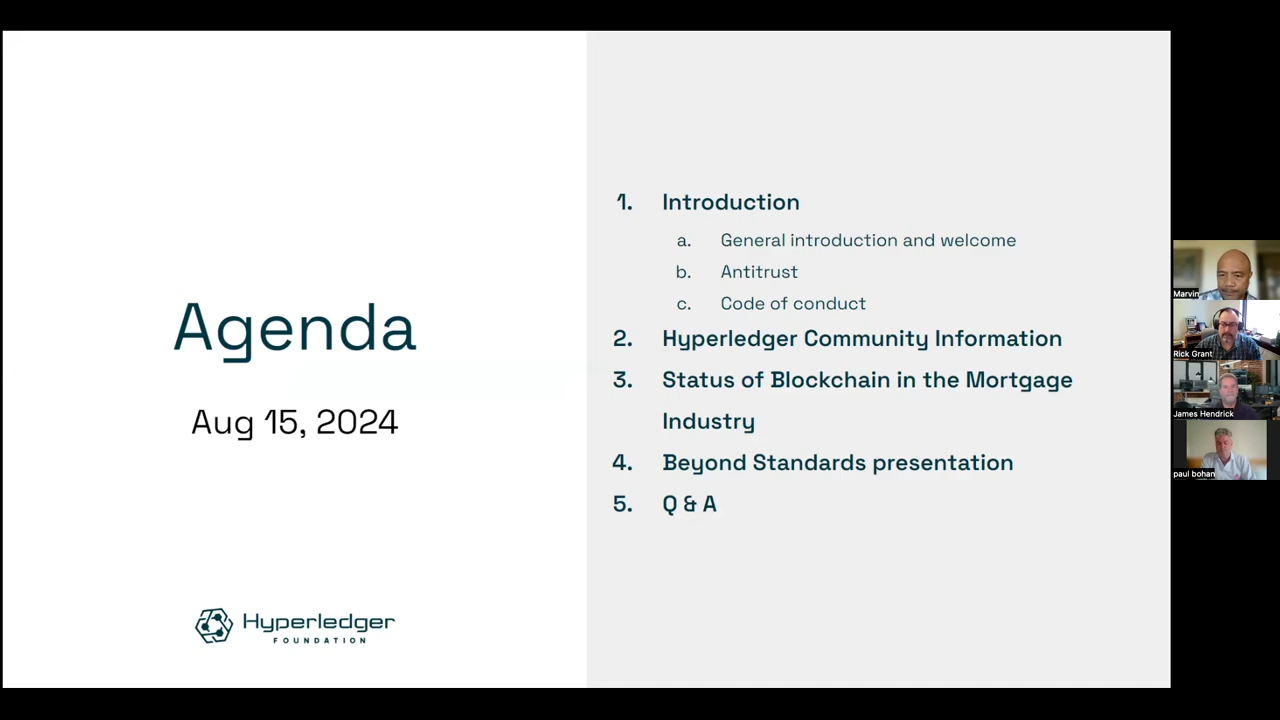 Agenda
Aug 15, 2024
Hyperledger
FOUNDATION
1. Introduction
a. General introduction and welcome
b. Antitrust
c. Code of conduct
2. Hyperledger Community Information
3. Status of Blockchain in the Mortgage
Industry
4. Beyond Standards presentation
5. Q & A
Marvin
Rick Grant
James Hendrick
paul bohan